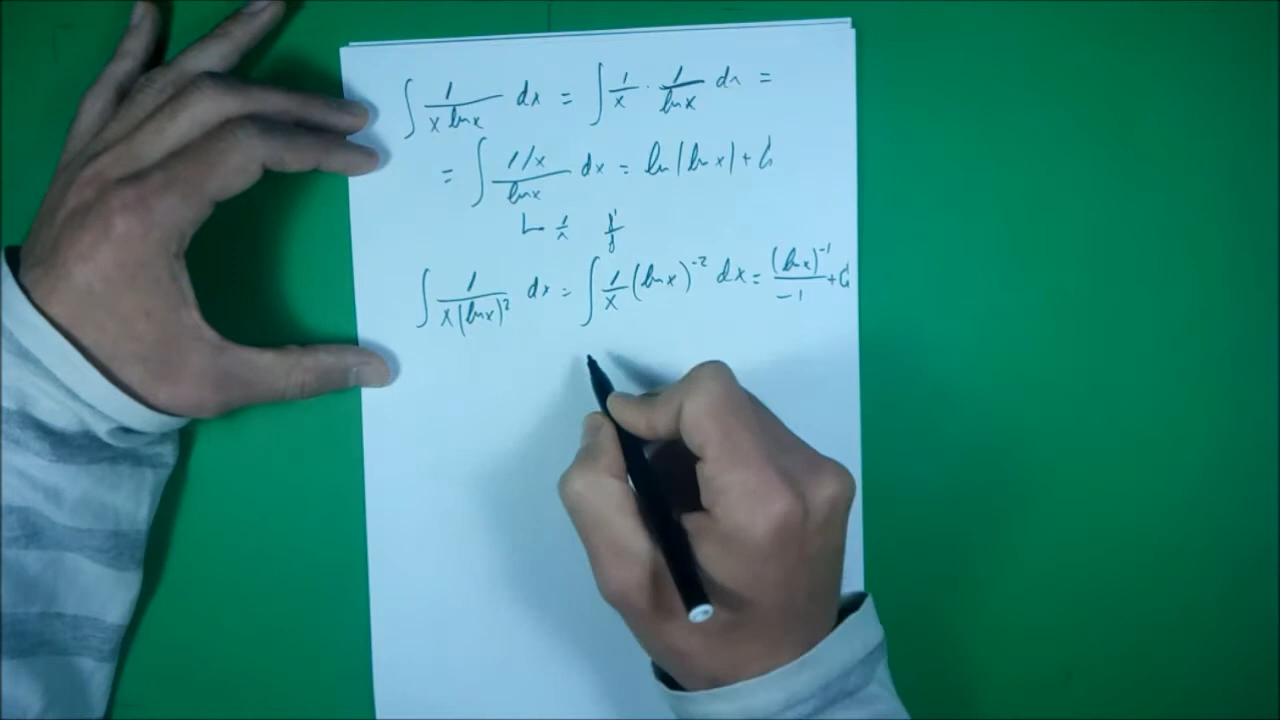 ∫ 1/(x ln x) dx = ∫ 1/x · 1/(ln x) dx =
= ∫ (1/x)/(ln x) dx = ln|ln x| + C
1/x f'/f
∫ 1/(x(ln x)²) dx = ∫ 1/x (ln x)⁻² dx = (ln x)⁻¹/-1 + C